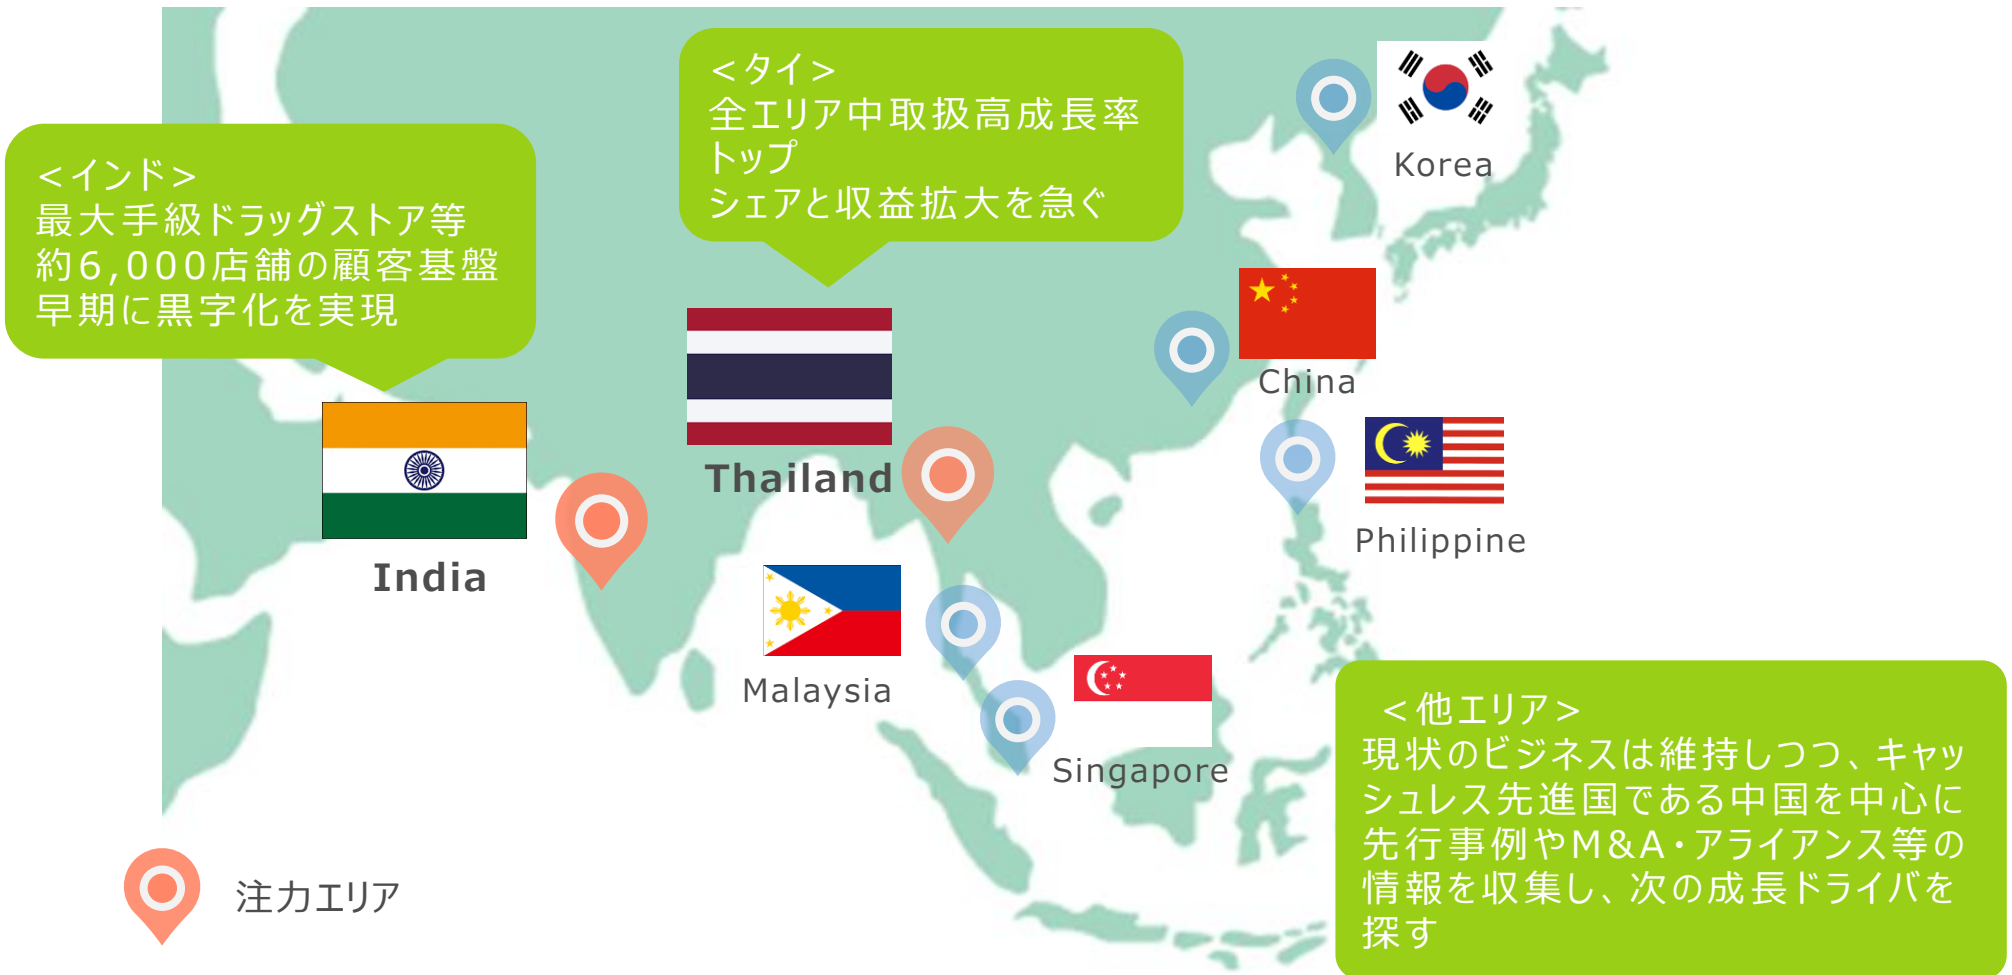 <インド>
最大手級ドラッグストア等
約6,000店舗の顧客基盤
早期に黒字化を実現
<タイ>
全エリア中取扱高成長率
トップ
シェアと収益拡大を急ぐ
Korea
China
Thailand
India
Philippine
Malaysia
Singapore
<他エリア>
現状のビジネスは維持しつつ、キャッ
シュレス先進国である中国を中心に
先行事例やM&A・アライアンス等の
情報を収集し、次の成長ドライバを
探す
注力エリア